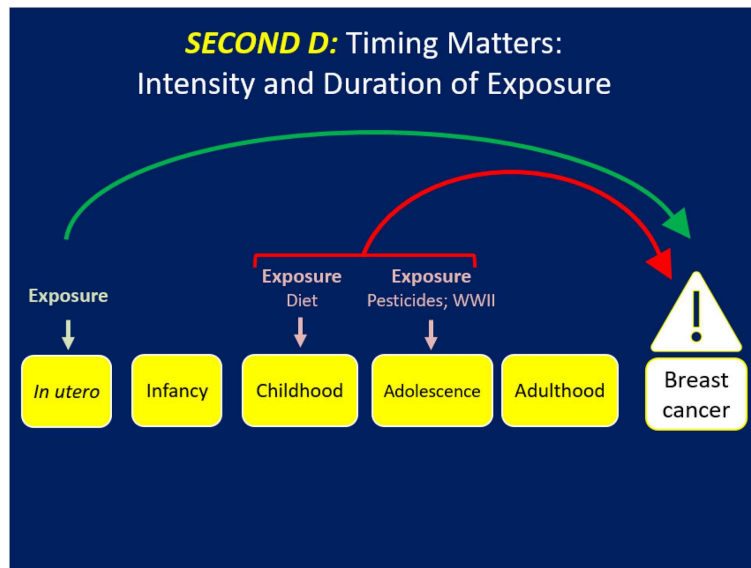 SECOND D: Timing Matters:
Intensity and Duration of Exposure
Exposure
Exposure
Diet
Exposure
Pesticides; WWII
In utero
Infancy
Childhood
Adolescence
Adulthood
Breast
cancer